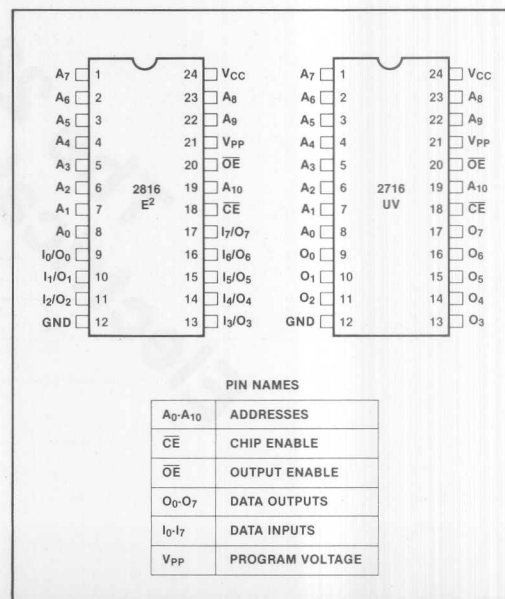 A7 1 24 VCC
A6 2 23 A8
A5 3 22 A9
A4 4 21 VPP
A3 5 20 OE
A2 6 2816 19 A10
A1 7 E2 18 CE
A0 8 17 I7/O7
I0/O0 9 16 I6/O6
I1/O1 10 15 I5/O5
I2/O2 11 14 I4/O4
GND 12 13 I3/O3
A7 1 24 VCC
A6 2 23 A8
A5 3 22 A9
A4 4 21 VPP
A3 5 20 OE
A2 6 2716 19 A10
A1 7 UV 18 CE
A0 8 17 O7
O0 9 16 O6
O1 10 15 O5
O2 11 14 O4
GND 12 13 O3
PIN NAMES
A0-A10 ADDRESSES
CE CHIP ENABLE
OE OUTPUT ENABLE
O0-O7 DATA OUTPUTS
I0-I7 DATA INPUTS
VPP PROGRAM VOLTAGE